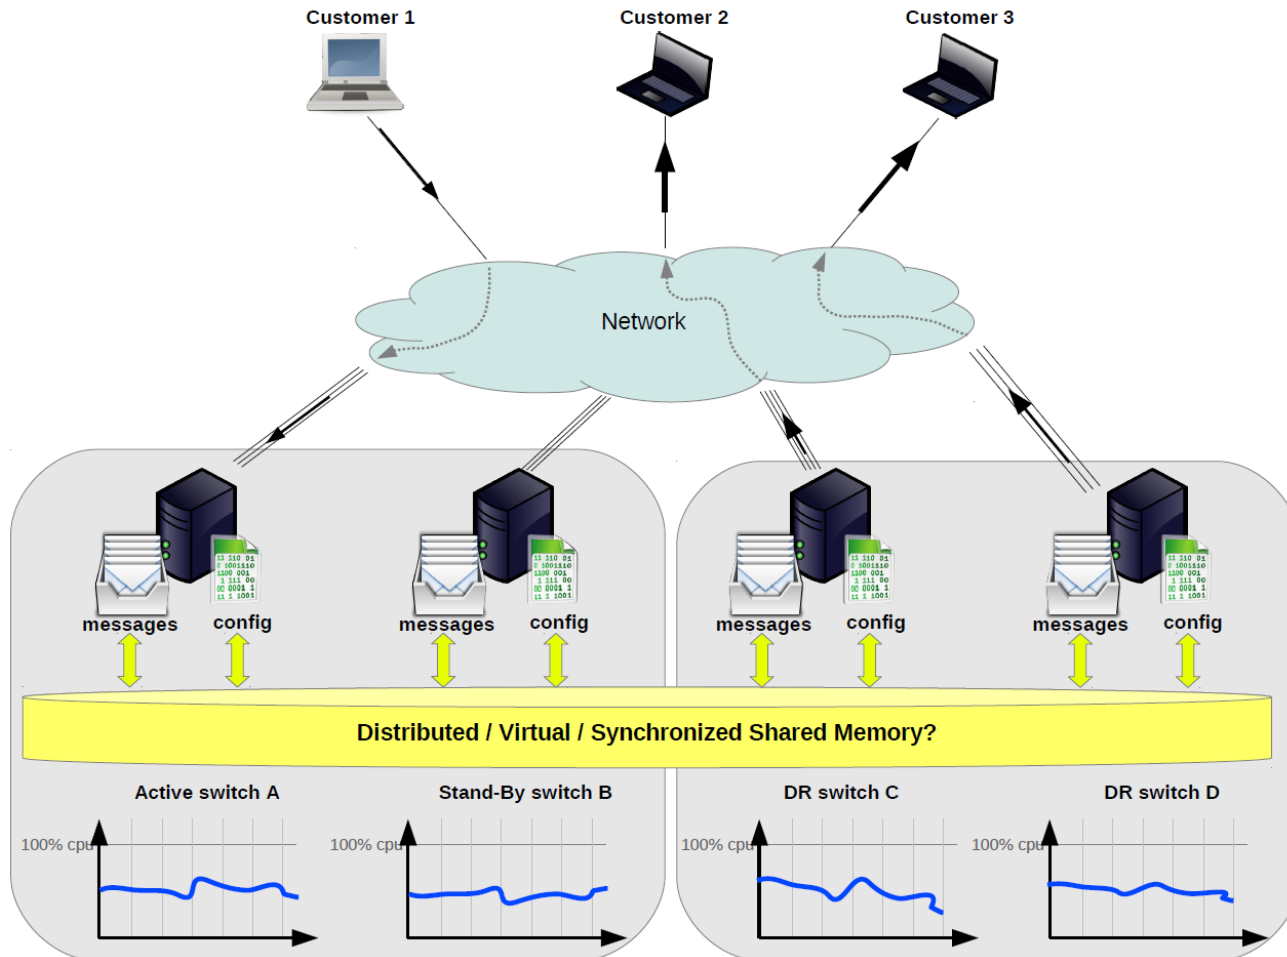 Customer 1
Customer 2
Customer 3
Network
messages
config
messages
config
messages
config
messages
config
Distributed / Virtual / Synchronized Shared Memory?
Active switch A
Stand-By switch B
DR switch C
DR switch D
100% cpu
100% cpu
100% cpu
100% cpu